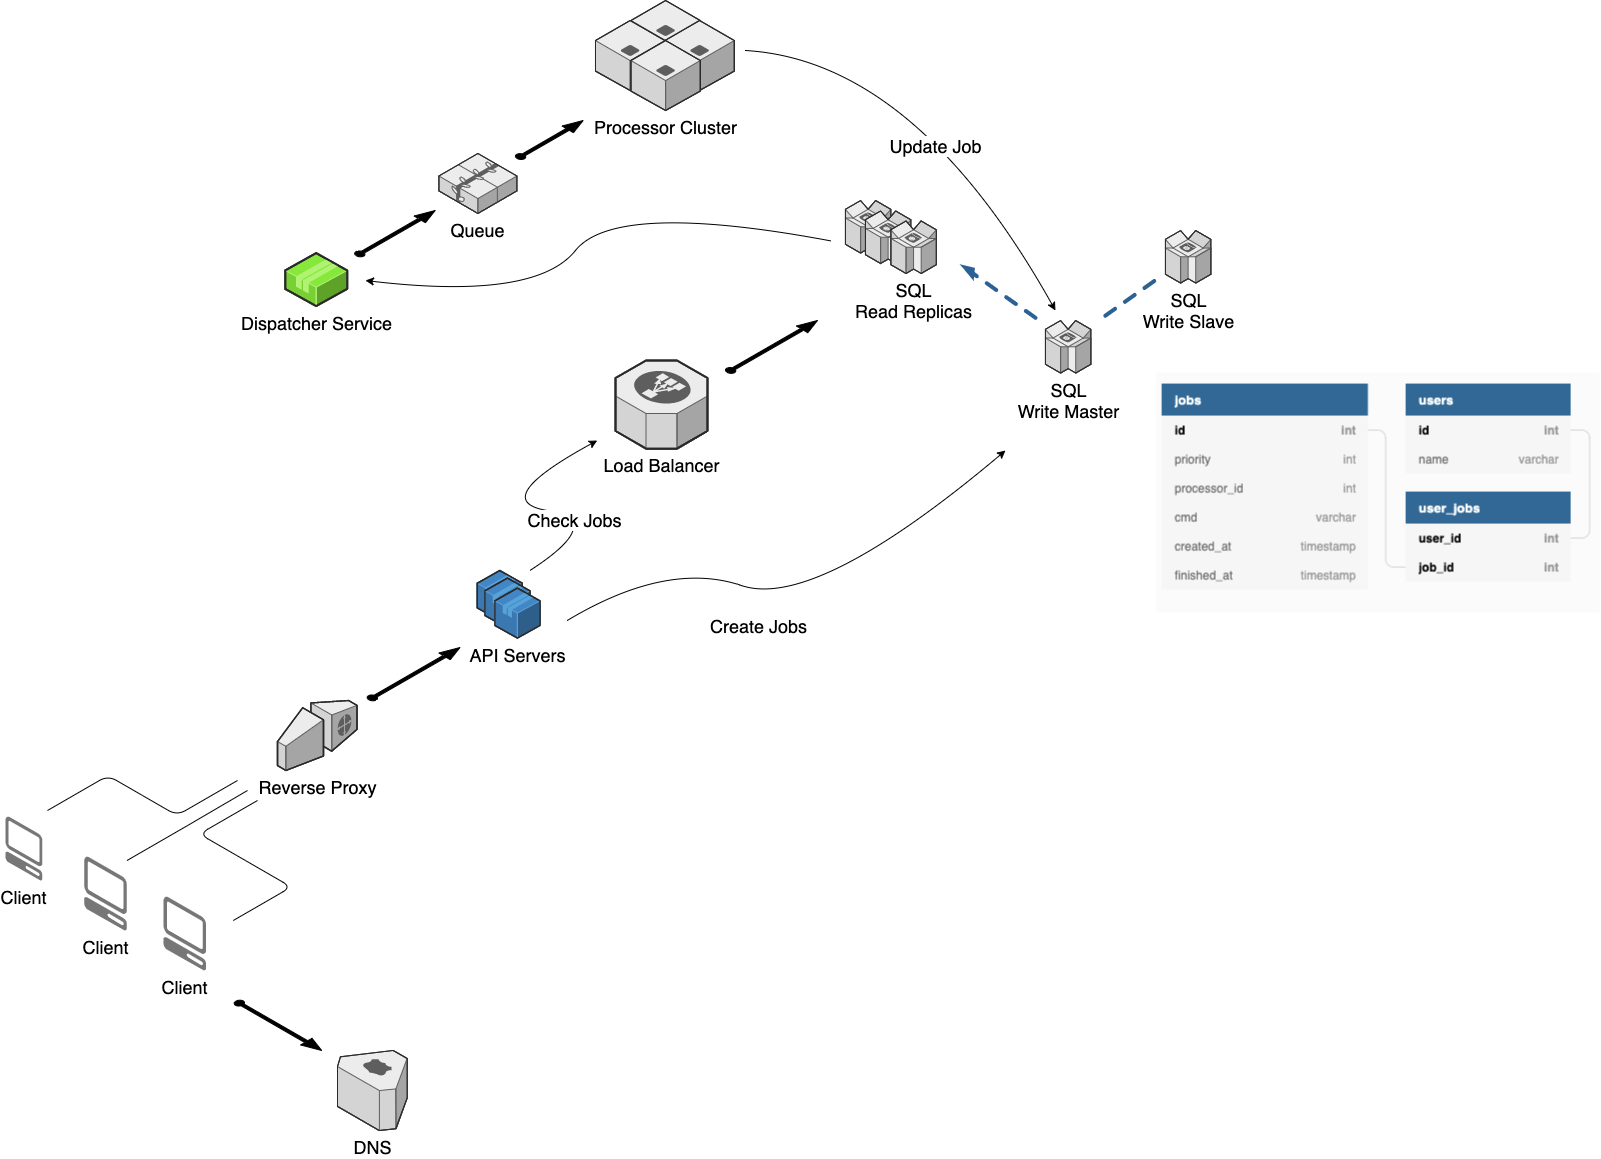 Processor Cluster
Update Job
Queue
Dispatcher Service
SQL
Read Replicas
SQL
Write Slave
SQL
Write Master
Load Balancer
Check Jobs
API Servers
Create Jobs
jobs
id int
priority int
processor_id int
cmd varchar
created_at timestamp
finished_at timestamp
users
id int
name varchar
user_jobs
user_id int
job_id int
Reverse Proxy
Client
Client
Client
DNS